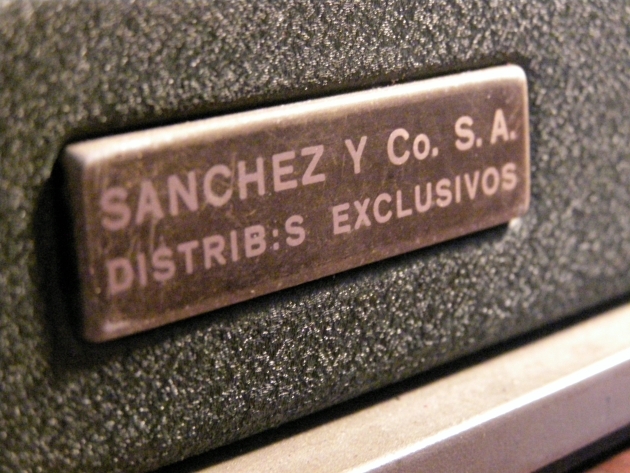 SANCHEZ Y Co. S. A.
DISTRIB:S EXCLUSIVOS